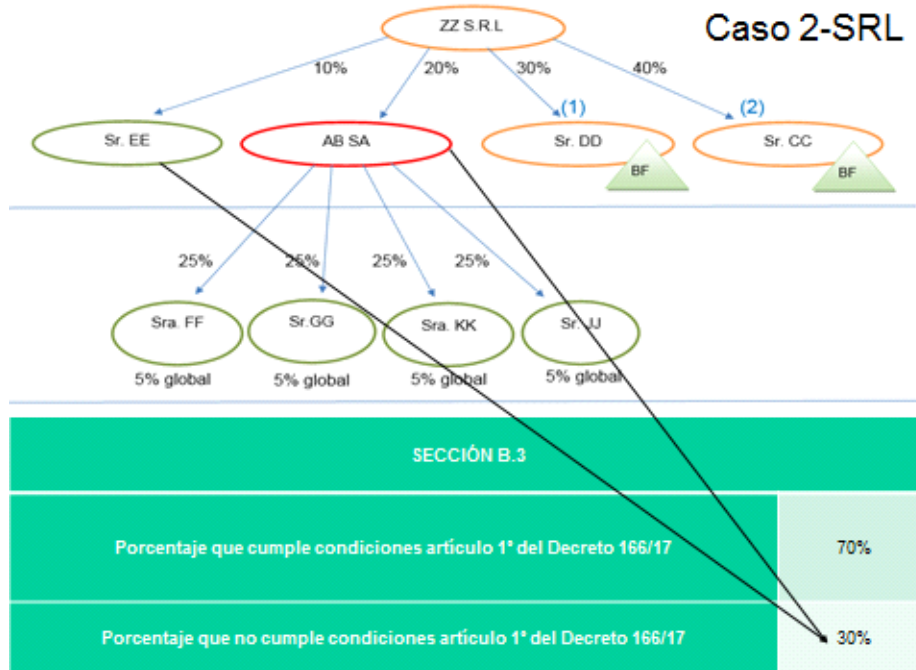 Caso 2-SRL
ZZ S.R.L
10%
20%
30%
40%
(1)
(2)
Sr. EE
AB SA
Sr. DD
Sr. CC
BF
BF
25%
25%
25%
25%
Sra. FF
Sr.GG
Sra. KK
Sr. JJ
5% global
5% global
5% global
5% global
SECCIÓN B.3
Porcentaje que cumple condiciones artículo 1° del Decreto 166/17
70%
Porcentaje que no cumple condiciones artículo 1° del Decreto 166/17
30%